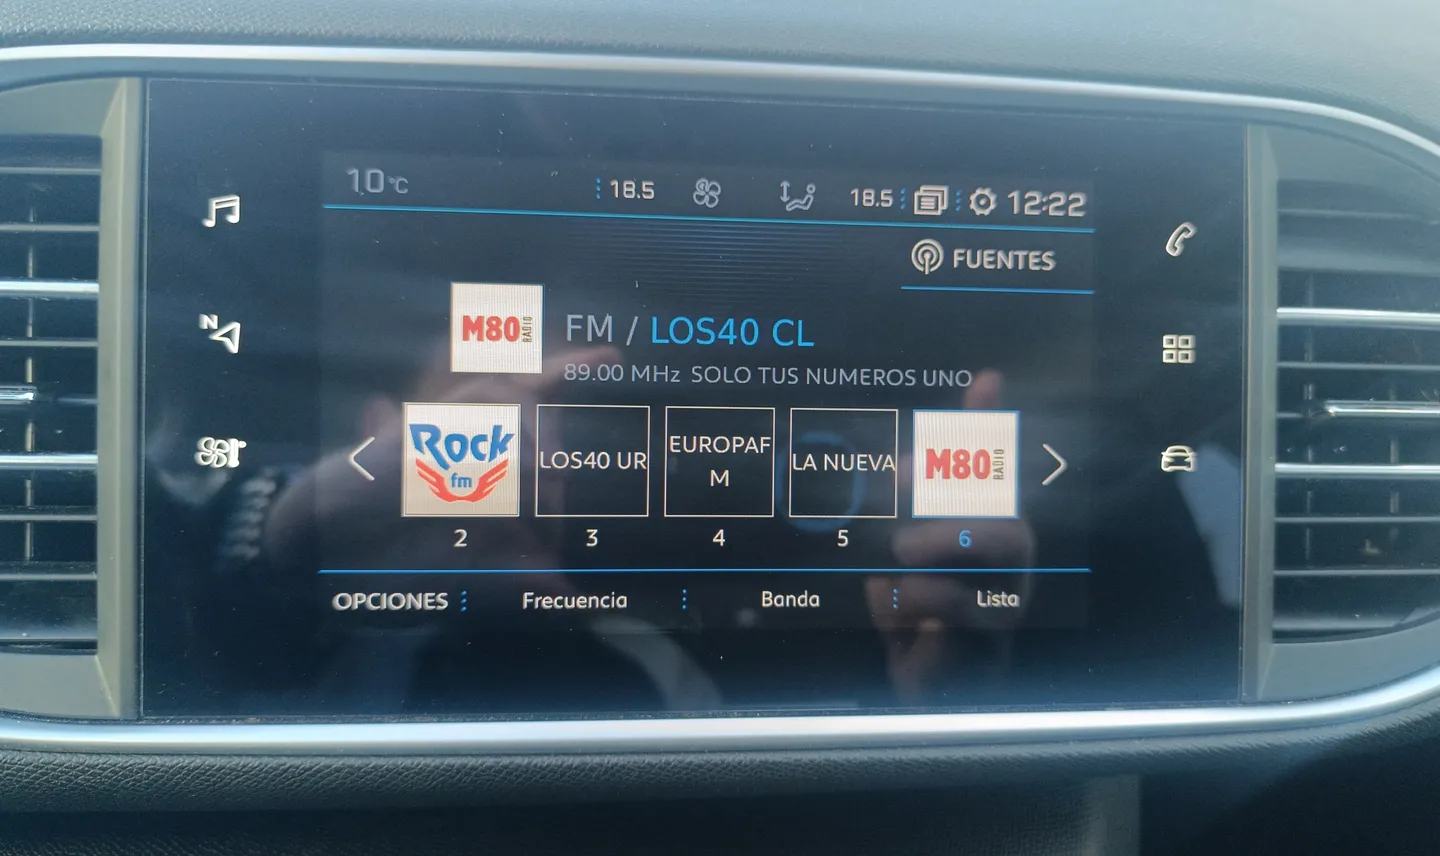 10 °C 18.5 18.5 12:22
FUENTES
N
M80 RADIO
FM / LOS40 CL
89.00 MHz SOLO TUS NUMEROS UNO
Rock fm
LOS40 UR
EUROPAF
M
LA NUEVA
M80 RADIO
2 3 4 5 6
OPCIONES Frecuencia Banda Lista